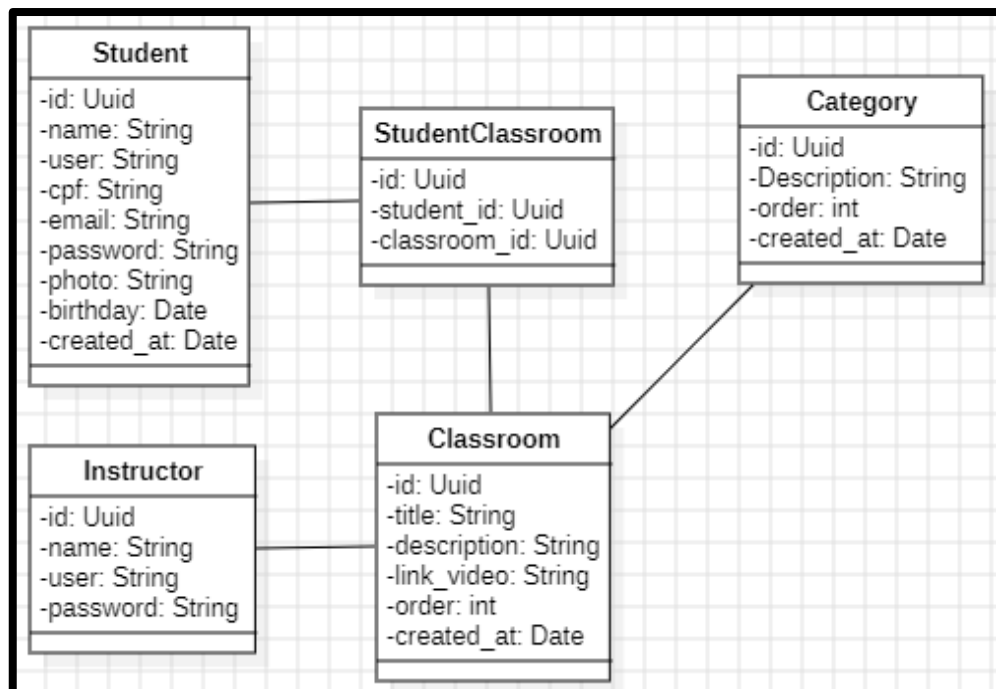 Student
-id: Uuid
-name: String
-user: String
-cpf: String
-email: String
-password: String
-photo: String
-birthday: Date
-created_at: Date
StudentClassroom
-id: Uuid
-student_id: Uuid
-classroom_id: Uuid
Category
-id: Uuid
-Description: String
-order: int
-created_at: Date
Instructor
-id: Uuid
-name: String
-user: String
-password: String
Classroom
-id: Uuid
-title: String
-description: String
-link_video: String
-order: int
-created_at: Date